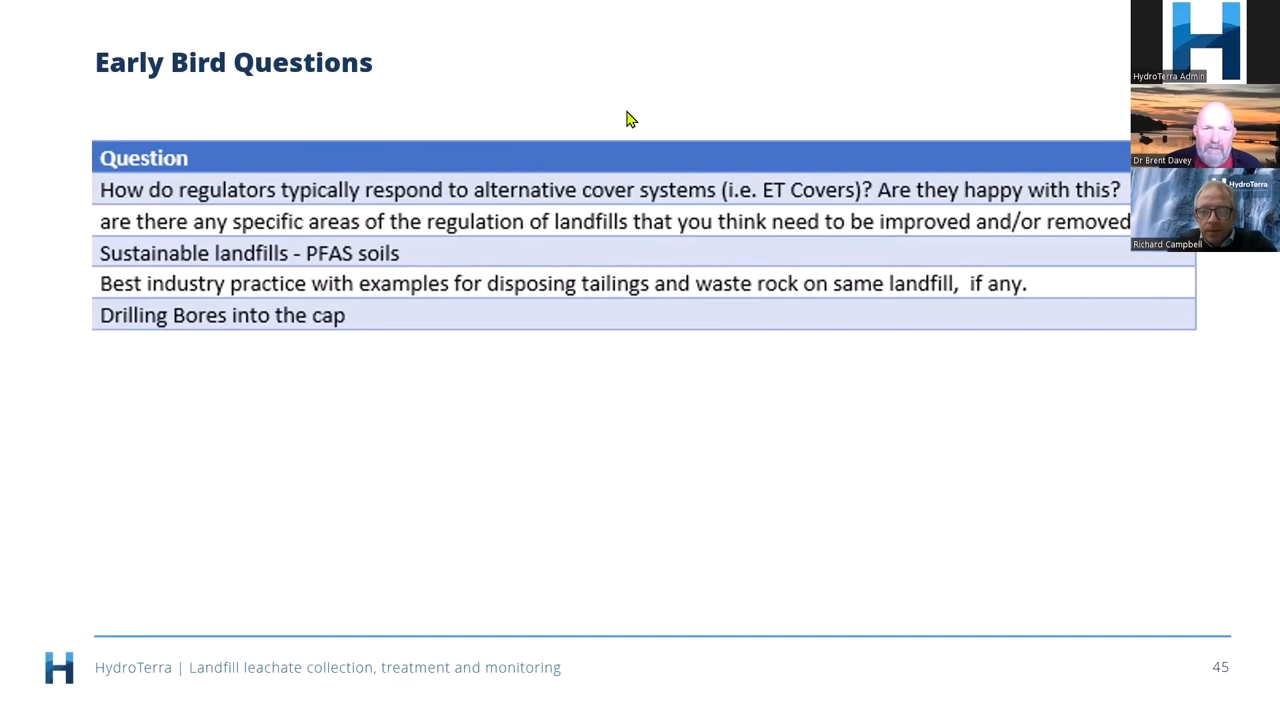 Early Bird Questions
HydroTerra Admin
Dr Brent Davey
HydroTerra
Richard Campbell
Question
How do regulators typically respond to alternative cover systems (i.e. ET Covers)? Are they happy with this?
are there any specific areas of the regulation of landfills that you think need to be improved and/or removed
Sustainable landfills - PFAS soils
Best industry practice with examples for disposing tailings and waste rock on same landfill, if any.
Drilling Bores into the cap
HydroTerra | Landfill leachate collection, treatment and monitoring
45